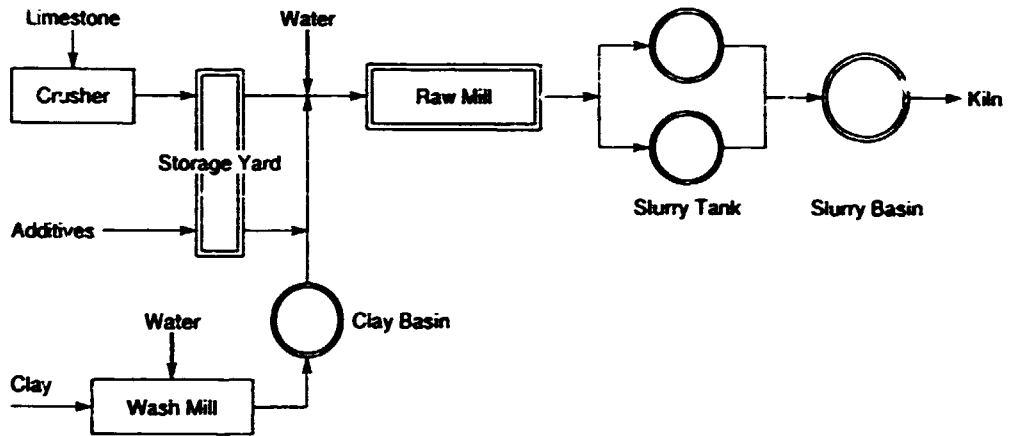 Limestone
Water
Crusher
Raw Mill
Kiln
Storage Yard
Slurry Tank
Slurry Basin
Additives
Water
Clay Basin
Clay
Wash Mill